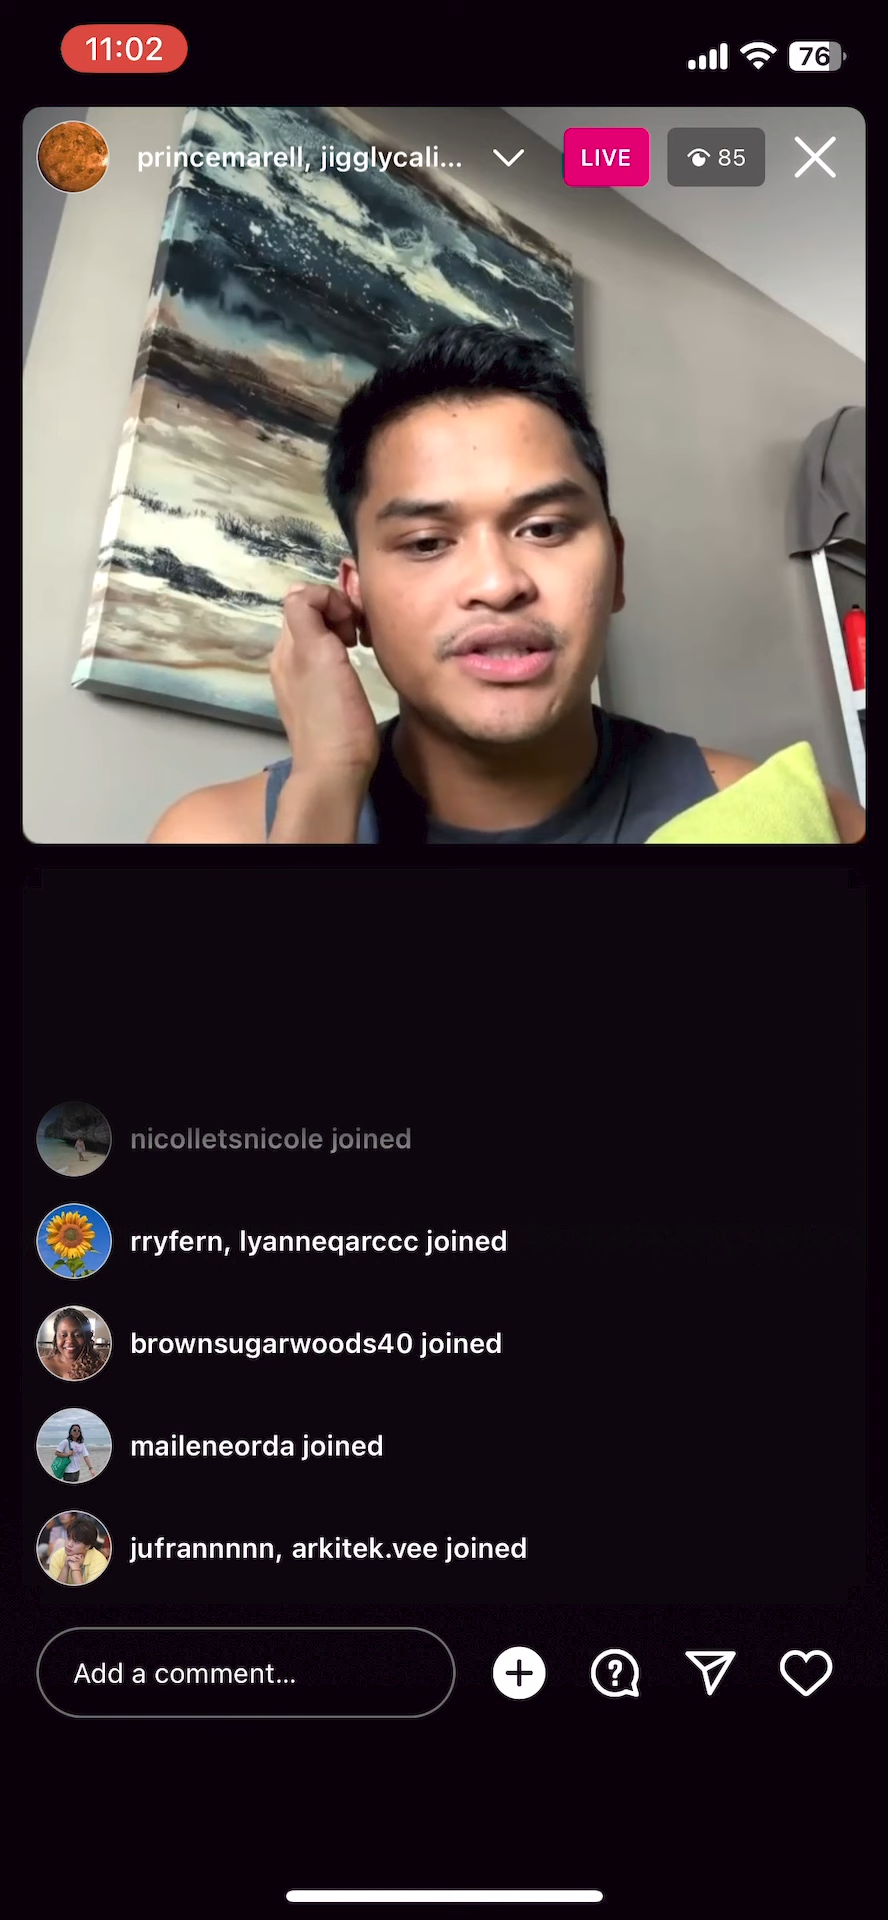 11:02
76
princemarell, jigglycali...
LIVE
85
nicolletsnicole joined
rryfern, lyanneqarccc joined
brownsugarwoods40 joined
maileneorda joined
jufrannnnn, arkitek.vee joined
Add a comment...